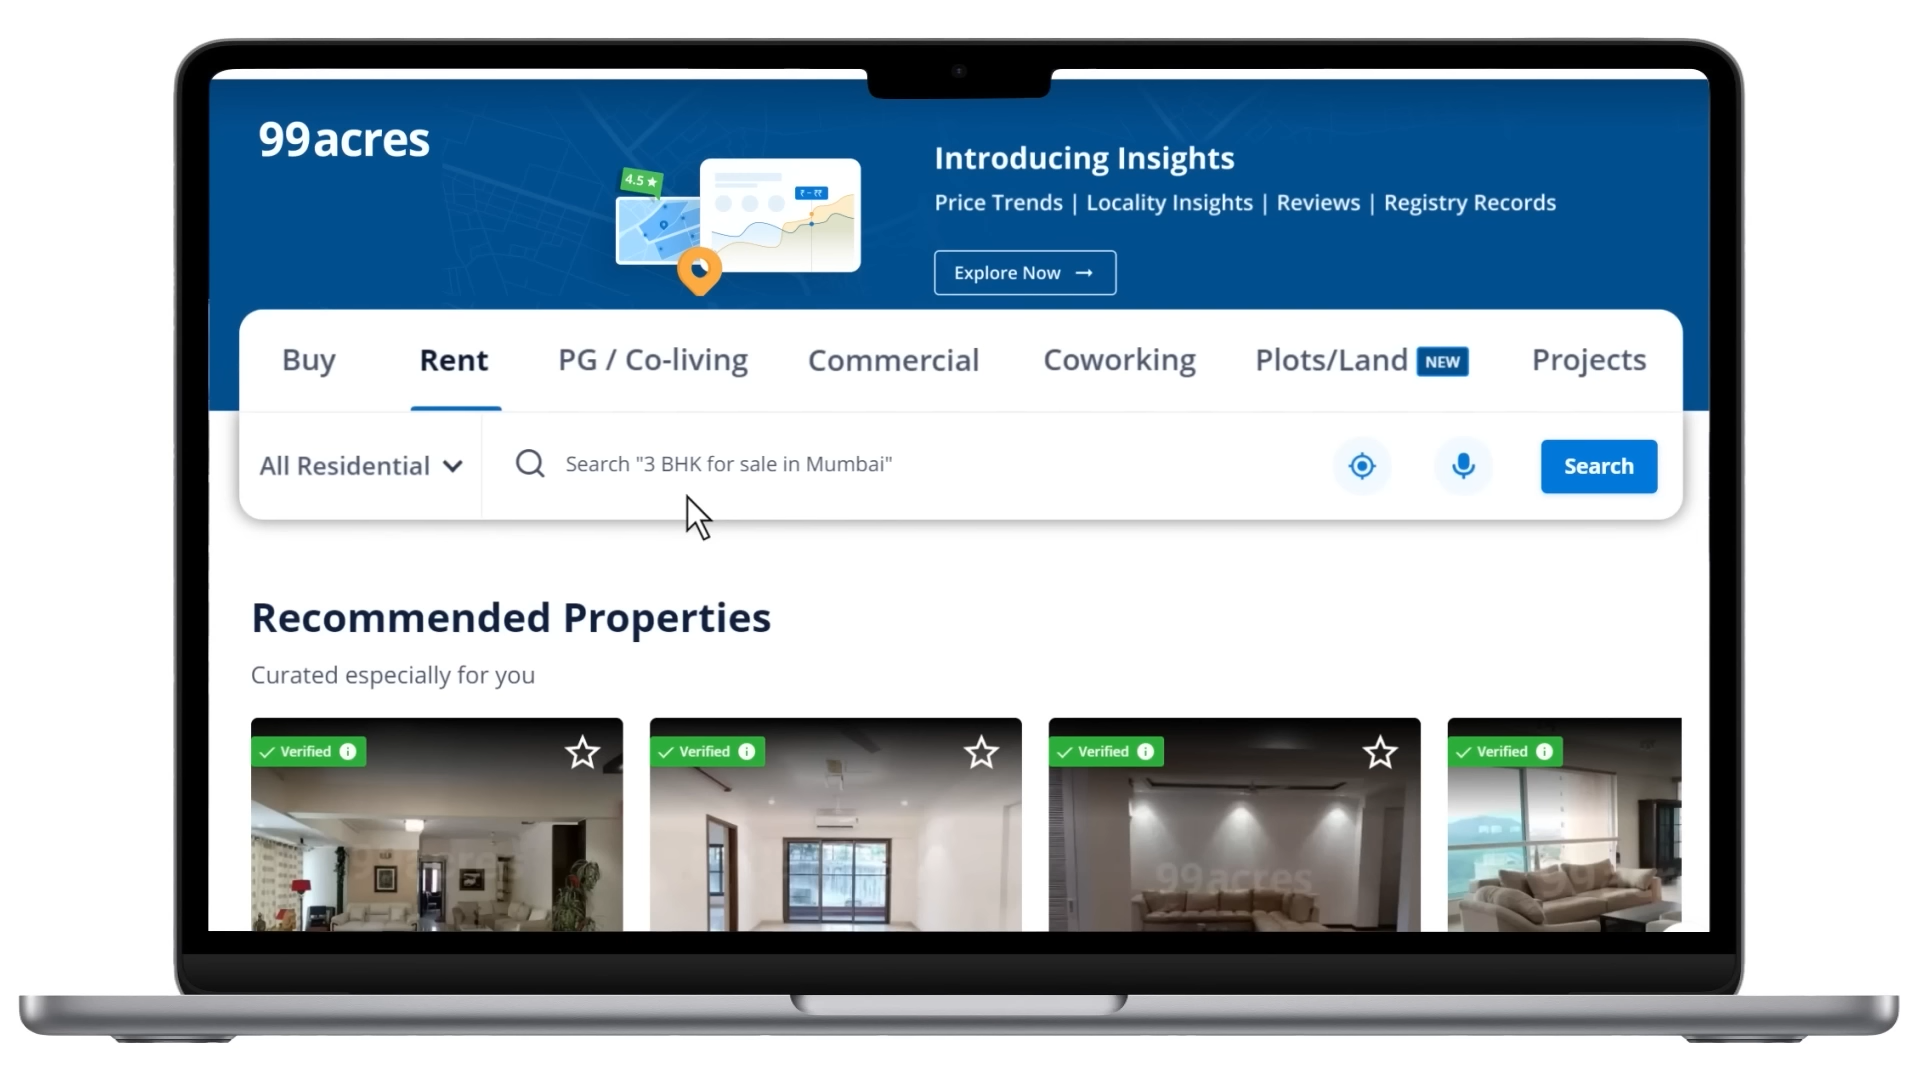 99acres
4.5 ★
₹ – ₹₹
Introducing Insights
Price Trends | Locality Insights | Reviews | Registry Records
Explore Now →
Buy
Rent
PG / Co-living
Commercial
Coworking
Plots/Land NEW
Projects
All Residential
Search "3 BHK for sale in Mumbai"
Search
Recommended Properties
Curated especially for you
Verified
Verified
Verified
Verified
99acres